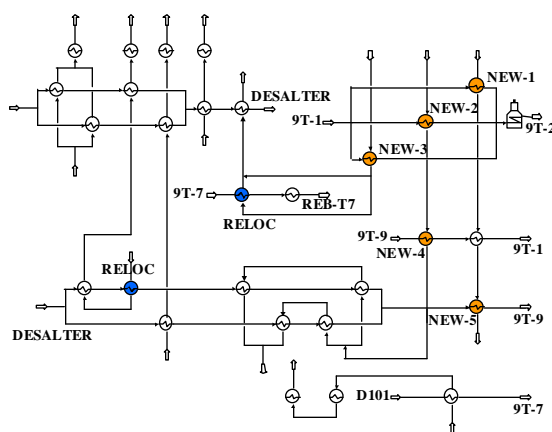 NEW-1
DESALTER
NEW-2
9T-1
9T-2
NEW-3
9T-7
REB-T7
RELOC
9T-9
9T-1
NEW-4
RELOC
DESALTER
NEW-5
9T-9
D101
9T-7